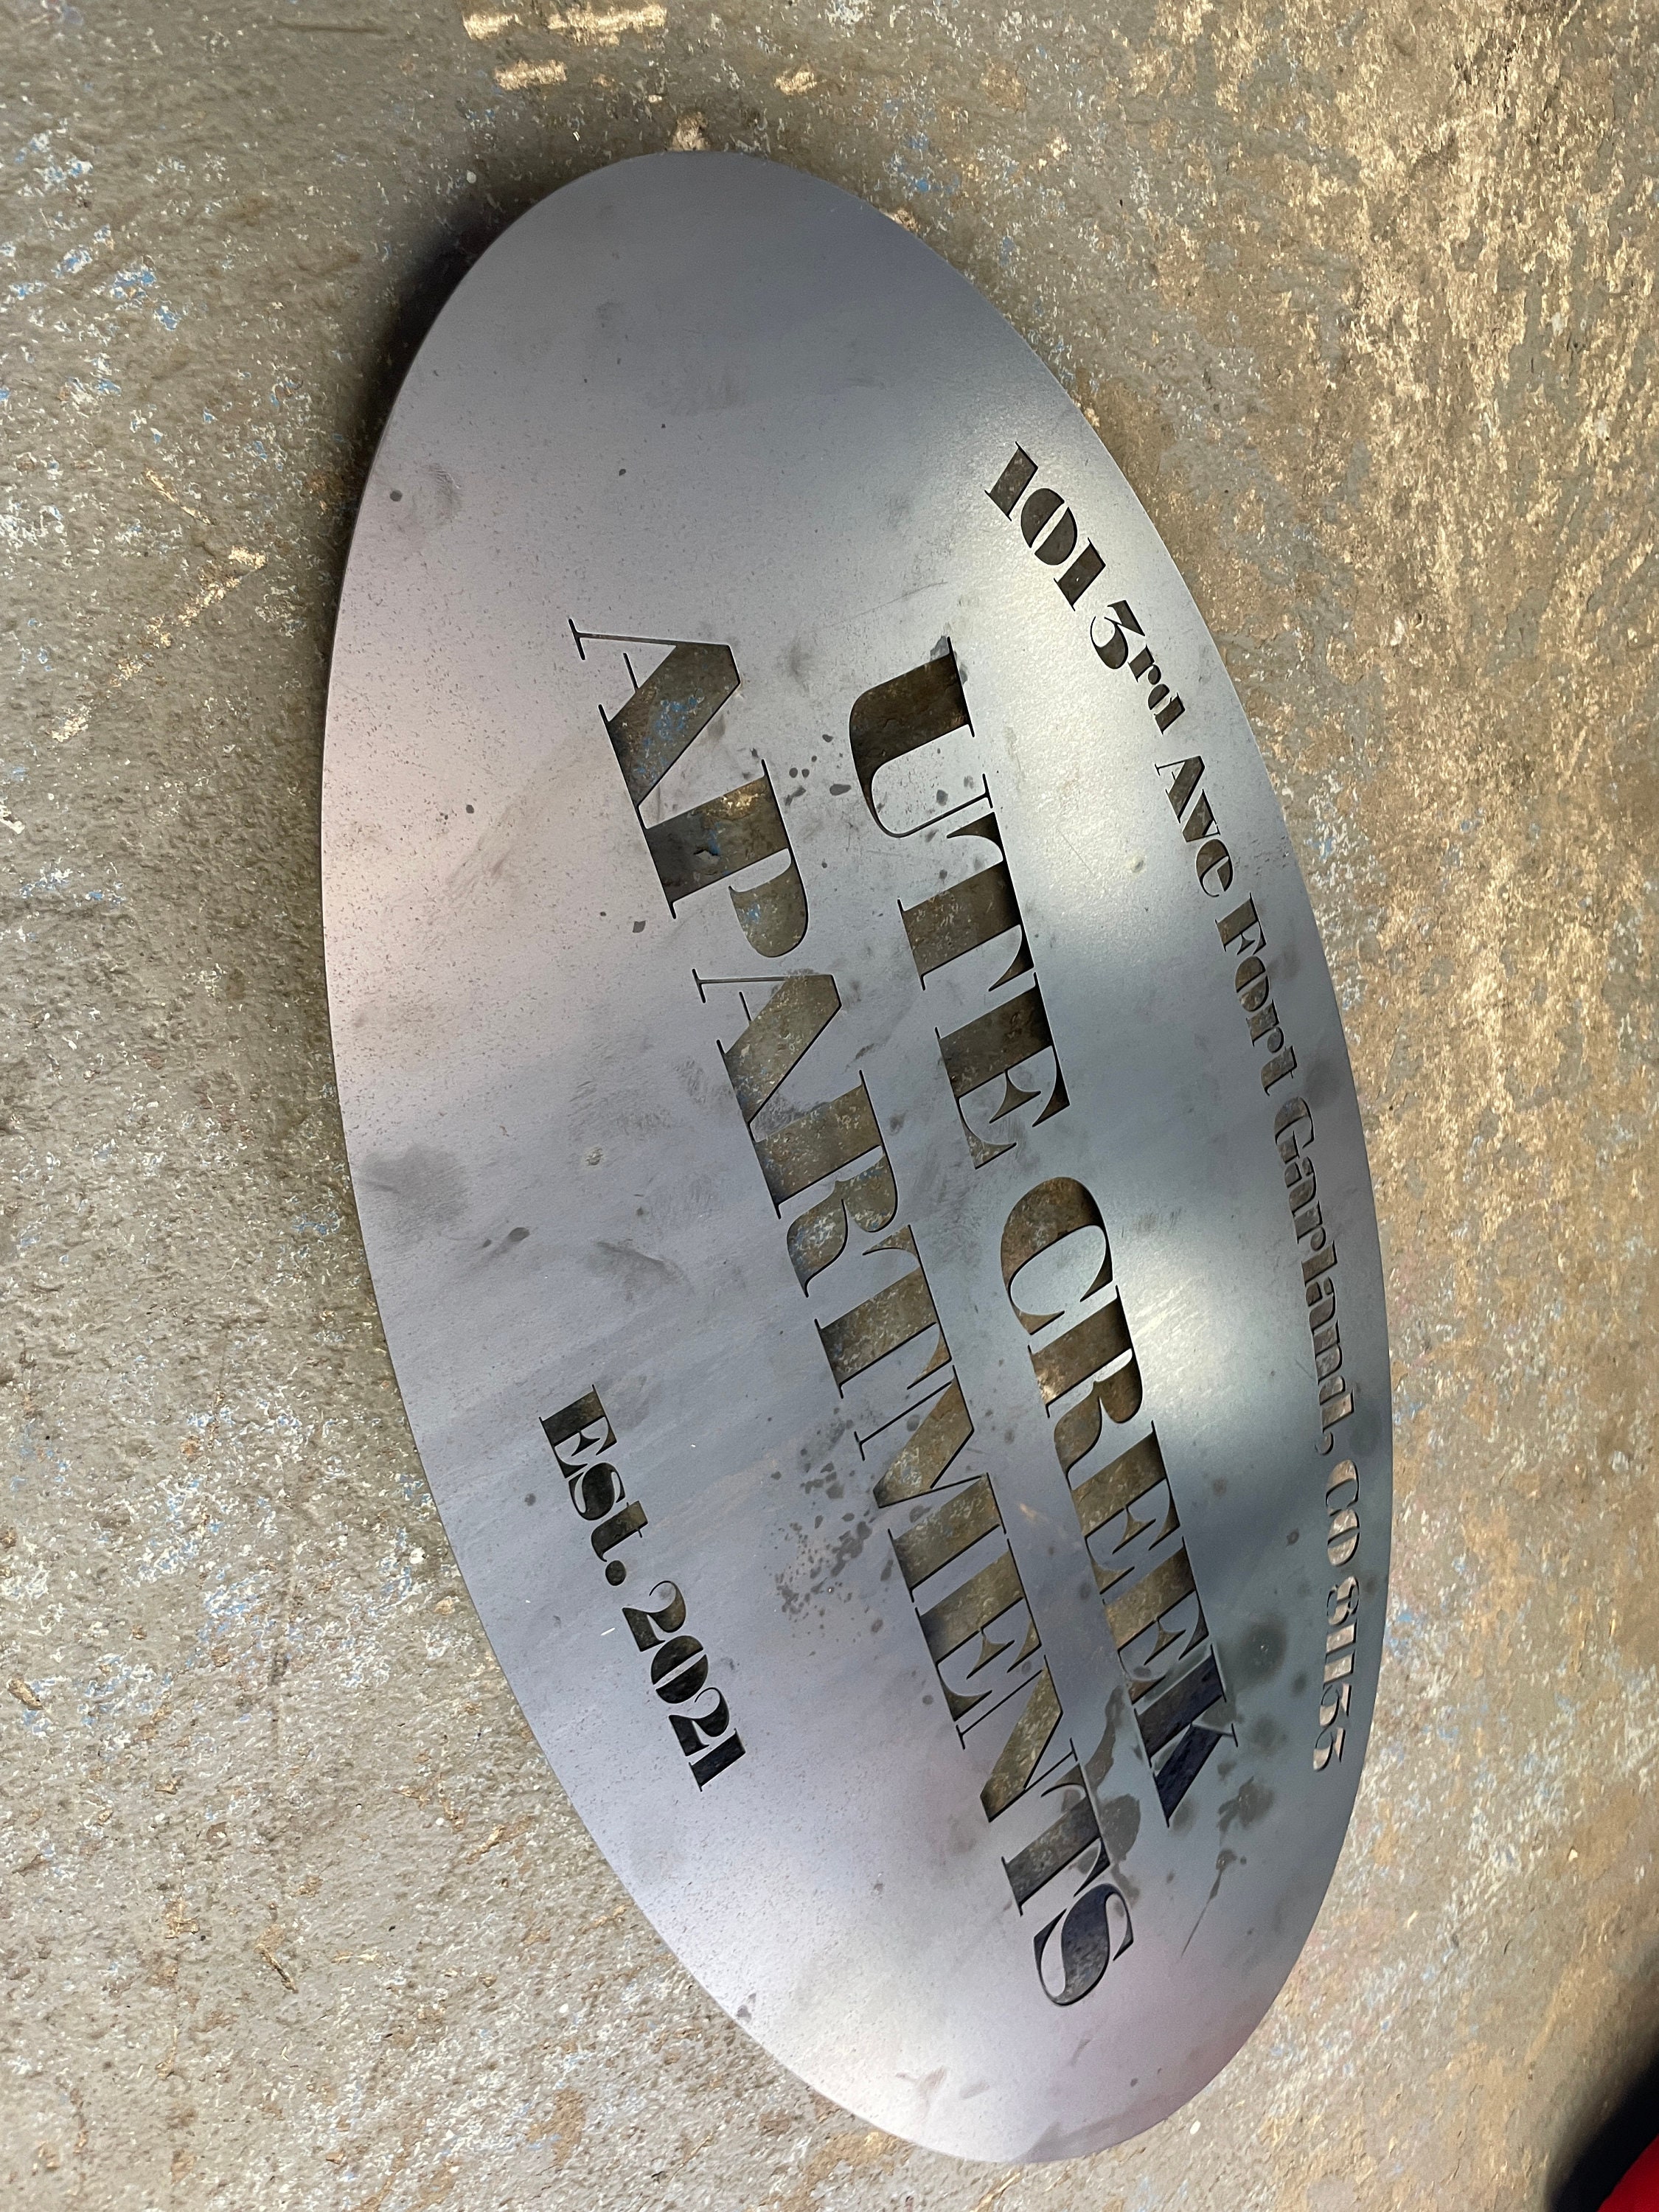 101 3rd Ave Fort Garland, CO 81133
UTE CREEK
APARTMENTS
Est. 2021